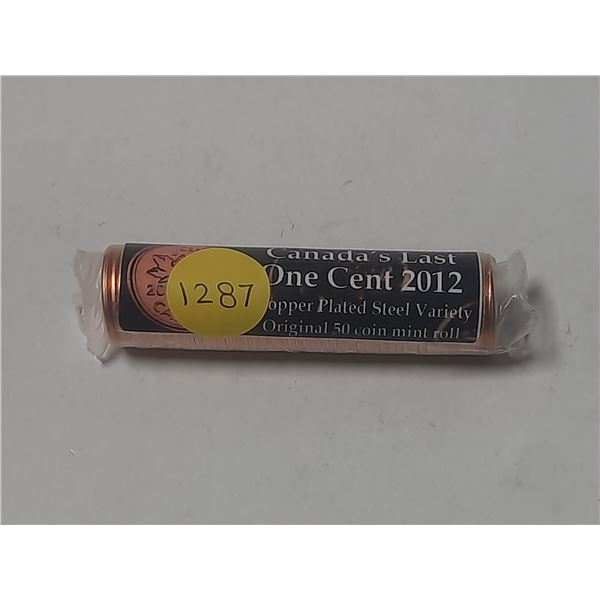 1287
Canada's Last
One Cent 2012
opper Plated Steel Variety
Original 50 coin mint roll